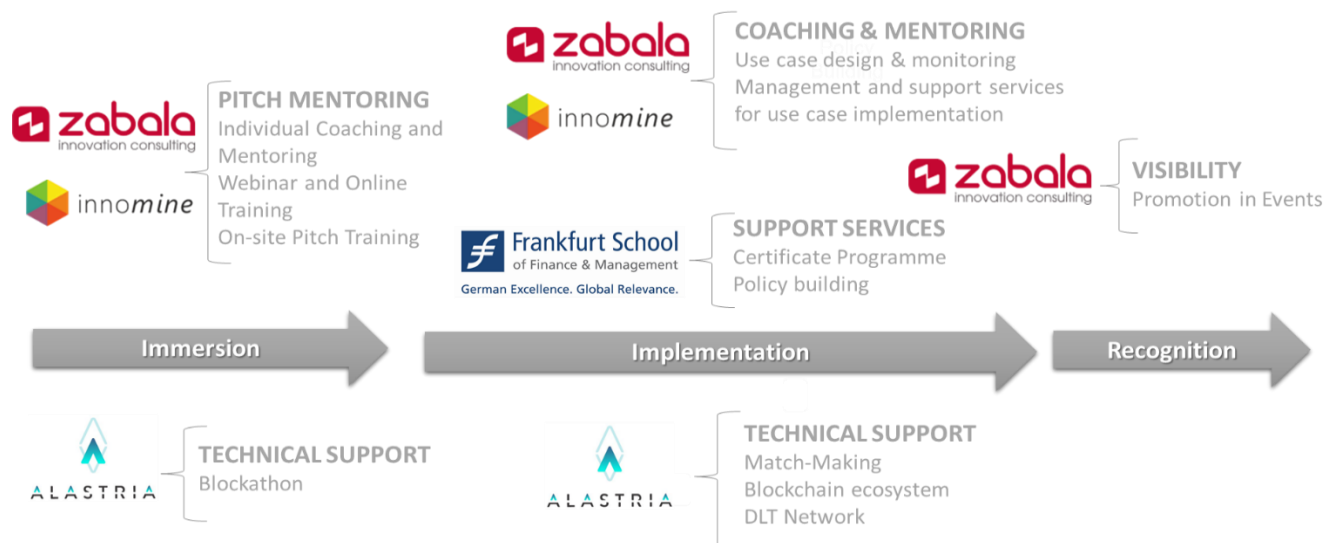 zabala
innovation consulting
innomine
PITCH MENTORING
Individual Coaching and
Mentoring
Webinar and Online
Training
On-site Pitch Training
zabala
innovation consulting
innomine
COACHING & MENTORING
Use case design & monitoring
Management and support services
for use case implementation
Frankfurt School
of Finance & Management
German Excellence. Global Relevance.
SUPPORT SERVICES
Certificate Programme
Policy building
zabala
innovation consulting
VISIBILITY
Promotion in Events
Immersion
Implementation
Recognition
ALASTRIA
TECHNICAL SUPPORT
Blockathon
ALASTRIA
TECHNICAL SUPPORT
Match-Making
Blockchain ecosystem
DLT Network